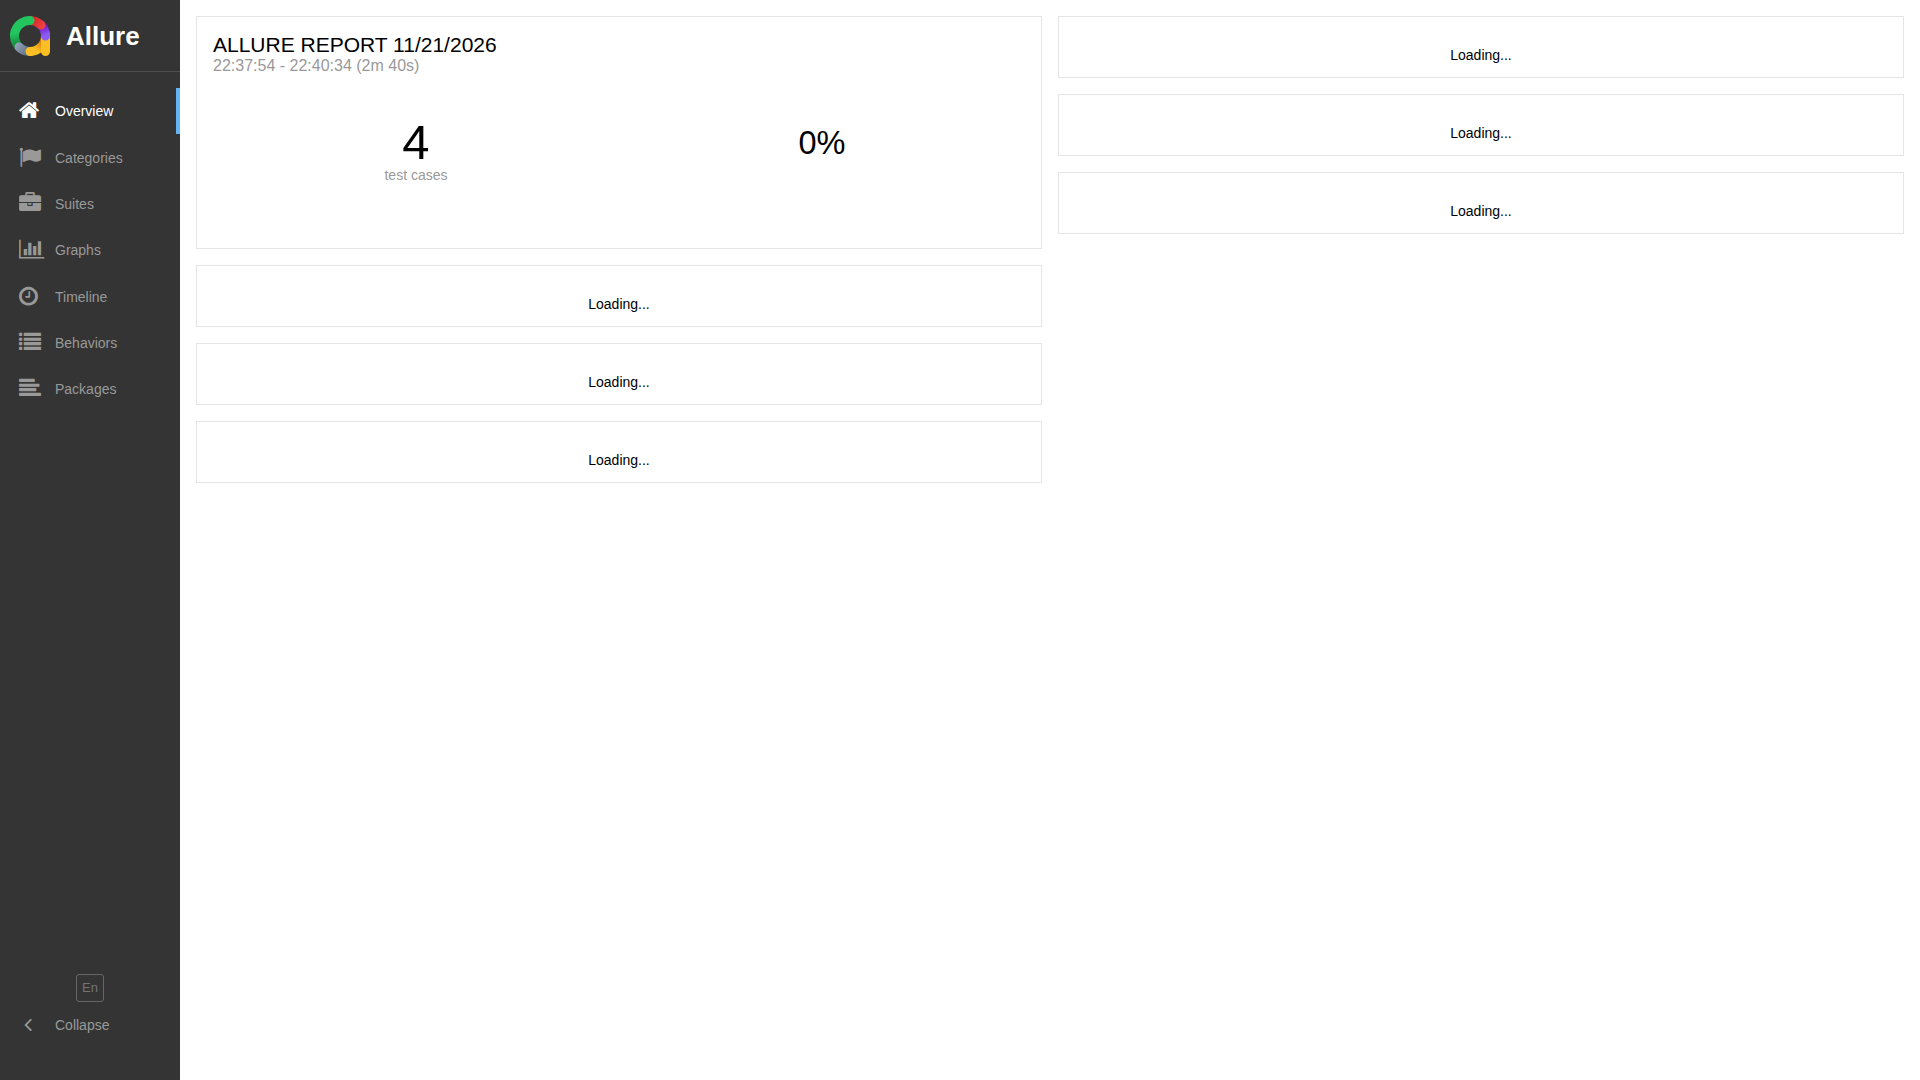 Allure
Overview
Categories
Suites
Graphs
Timeline
Behaviors
Packages
En
Collapse
ALLURE REPORT 11/21/2026
22:37:54 - 22:40:34 (2m 40s)
4
test cases
0%
Loading...
Loading...
Loading...
Loading...
Loading...
Loading...